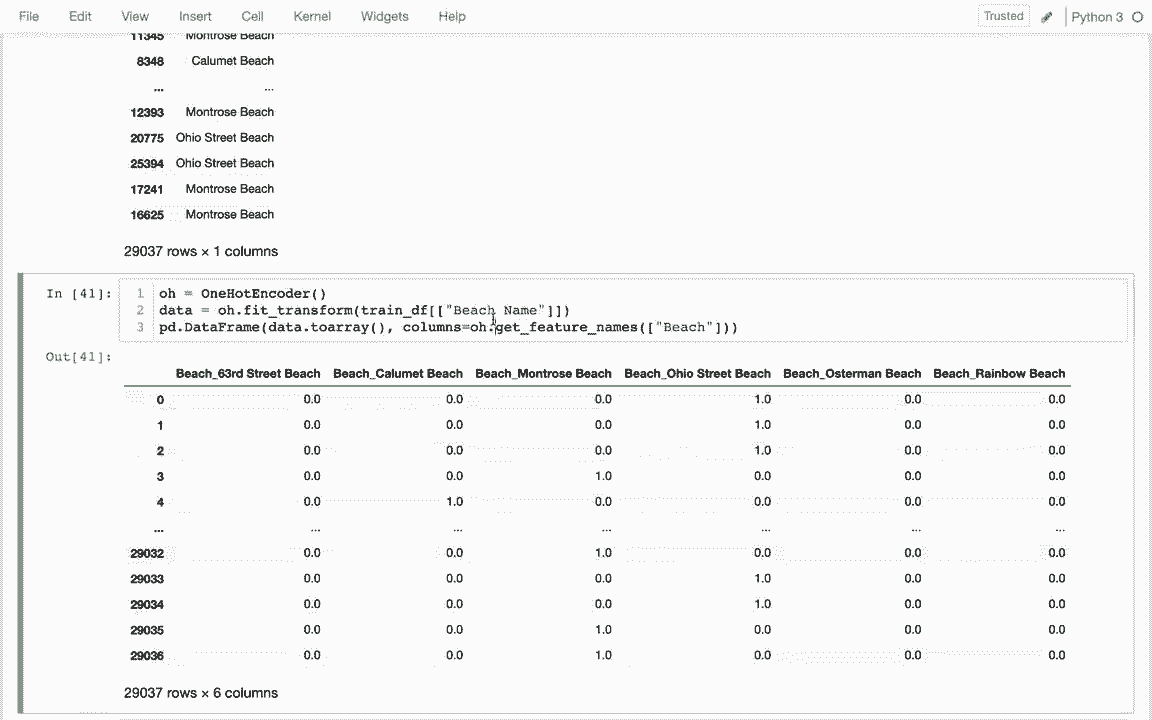 File Edit View Insert Cell Kernel Widgets Help Trusted Python 3
11345 Montrose Beach
8348 Calumet Beach
... ...
12393 Montrose Beach
20775 Ohio Street Beach
25394 Ohio Street Beach
17241 Montrose Beach
16625 Montrose Beach
29037 rows × 1 columns
In [41]: 1 oh = OneHotEncoder()
2 data = oh.fit_transform(train_df[["Beach Name"]])
3 pd.DataFrame(data.toarray(), columns=oh.get_feature_names(["Beach"]))
Out[41]:
Beach_63rd Street Beach Beach_Calumet Beach Beach_Montrose Beach Beach_Ohio Street Beach Beach_Osterman Beach Beach_Rainbow Beach
0 0.0 0.0 0.0 1.0 0.0 0.0
1 0.0 0.0 0.0 1.0 0.0 0.0
2 0.0 0.0 0.0 1.0 0.0 0.0
3 0.0 0.0 1.0 0.0 0.0 0.0
4 0.0 1.0 0.0 0.0 0.0 0.0
... ... ... ... ... ... ...
29032 0.0 0.0 1.0 0.0 0.0 0.0
29033 0.0 0.0 0.0 1.0 0.0 0.0
29034 0.0 0.0 0.0 1.0 0.0 0.0
29035 0.0 0.0 1.0 0.0 0.0 0.0
29036 0.0 0.0 1.0 0.0 0.0 0.0
29037 rows × 6 columns